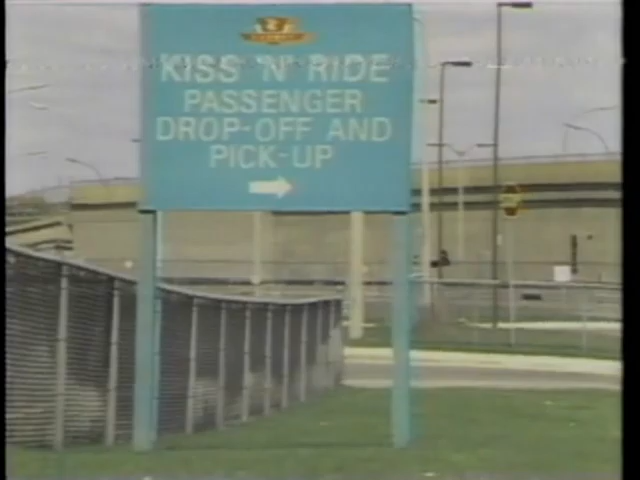 KISS 'N' RIDE
PASSENGER
DROP-OFF AND
PICK-UP